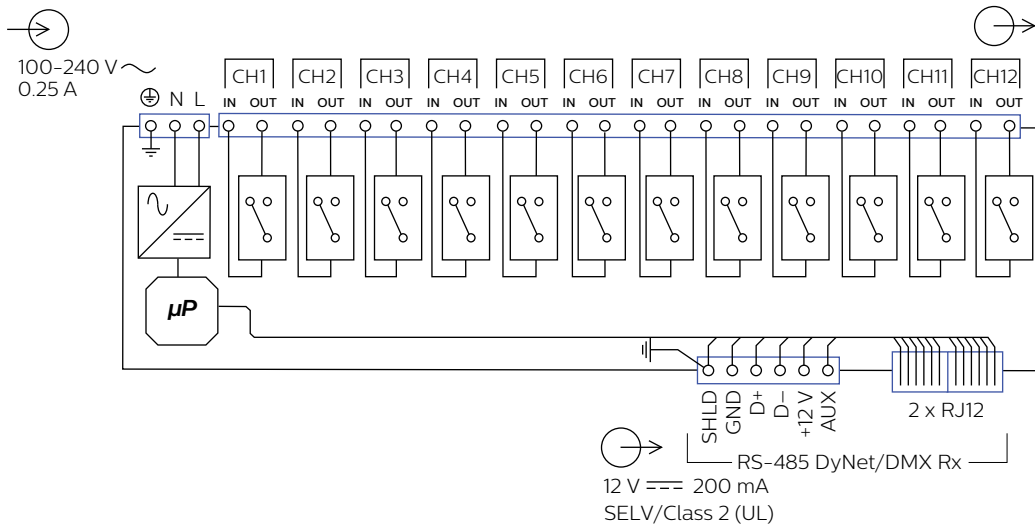 100-240 V
0.25 A
N L
CH1 CH2 CH3 CH4 CH5 CH6 CH7 CH8 CH9 CH10 CH11 CH12
IN OUT IN OUT IN OUT IN OUT IN OUT IN OUT IN OUT IN OUT IN OUT IN OUT IN OUT IN OUT
µP
SHLD
GND
D+
D−
+12 V
AUX
2 x RJ12
RS-485 DyNet/DMX Rx
12 V 200 mA
SELV/Class 2 (UL)